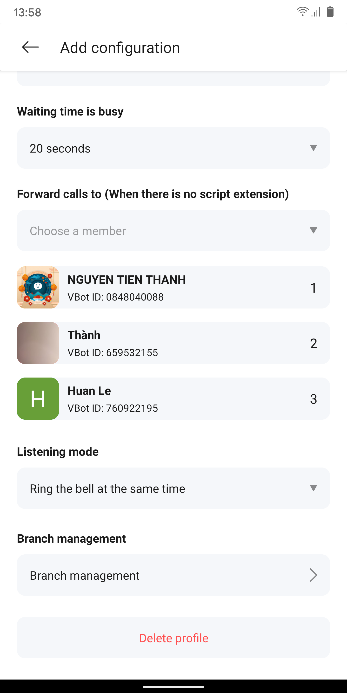 13:58
Add configuration
Waiting time is busy
20 seconds
Forward calls to (When there is no script extension)
Choose a member
NGUYEN TIEN THANH
VBot ID: 0848040088
1
Thành
VBot ID: 659532155
2
H
Huan Le
VBot ID: 760922195
3
Listening mode
Ring the bell at the same time
Branch management
Branch management
Delete profile